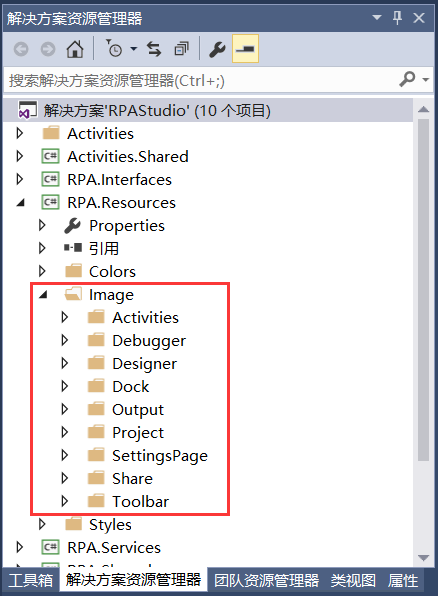 解决方案资源管理器
搜索解决方案资源管理器(Ctrl+;)
解决方案'RPAStudio' (10 个项目)
Activities
C# Activities.Shared
C# RPA.Interfaces
C# RPA.Resources
Properties
引用
Colors
Image
Activities
Debugger
Designer
Dock
Output
Project
SettingsPage
Share
Toolbar
Styles
C# RPA.Services
工具箱 解决方案资源管理器 团队资源管理器 类视图 属性